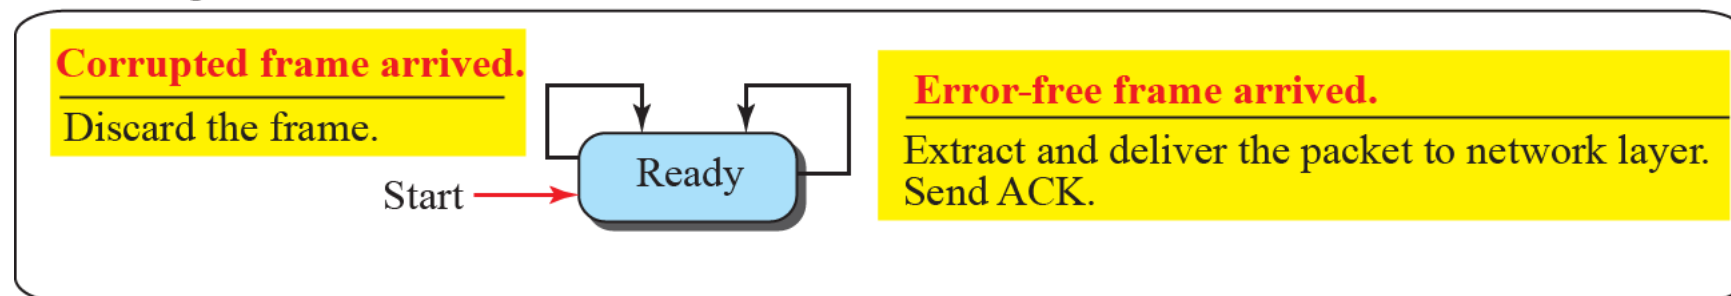 Corrupted frame arrived.
Discard the frame.
Start
Ready
Error-free frame arrived.
Extract and deliver the packet to network layer.
Send ACK.